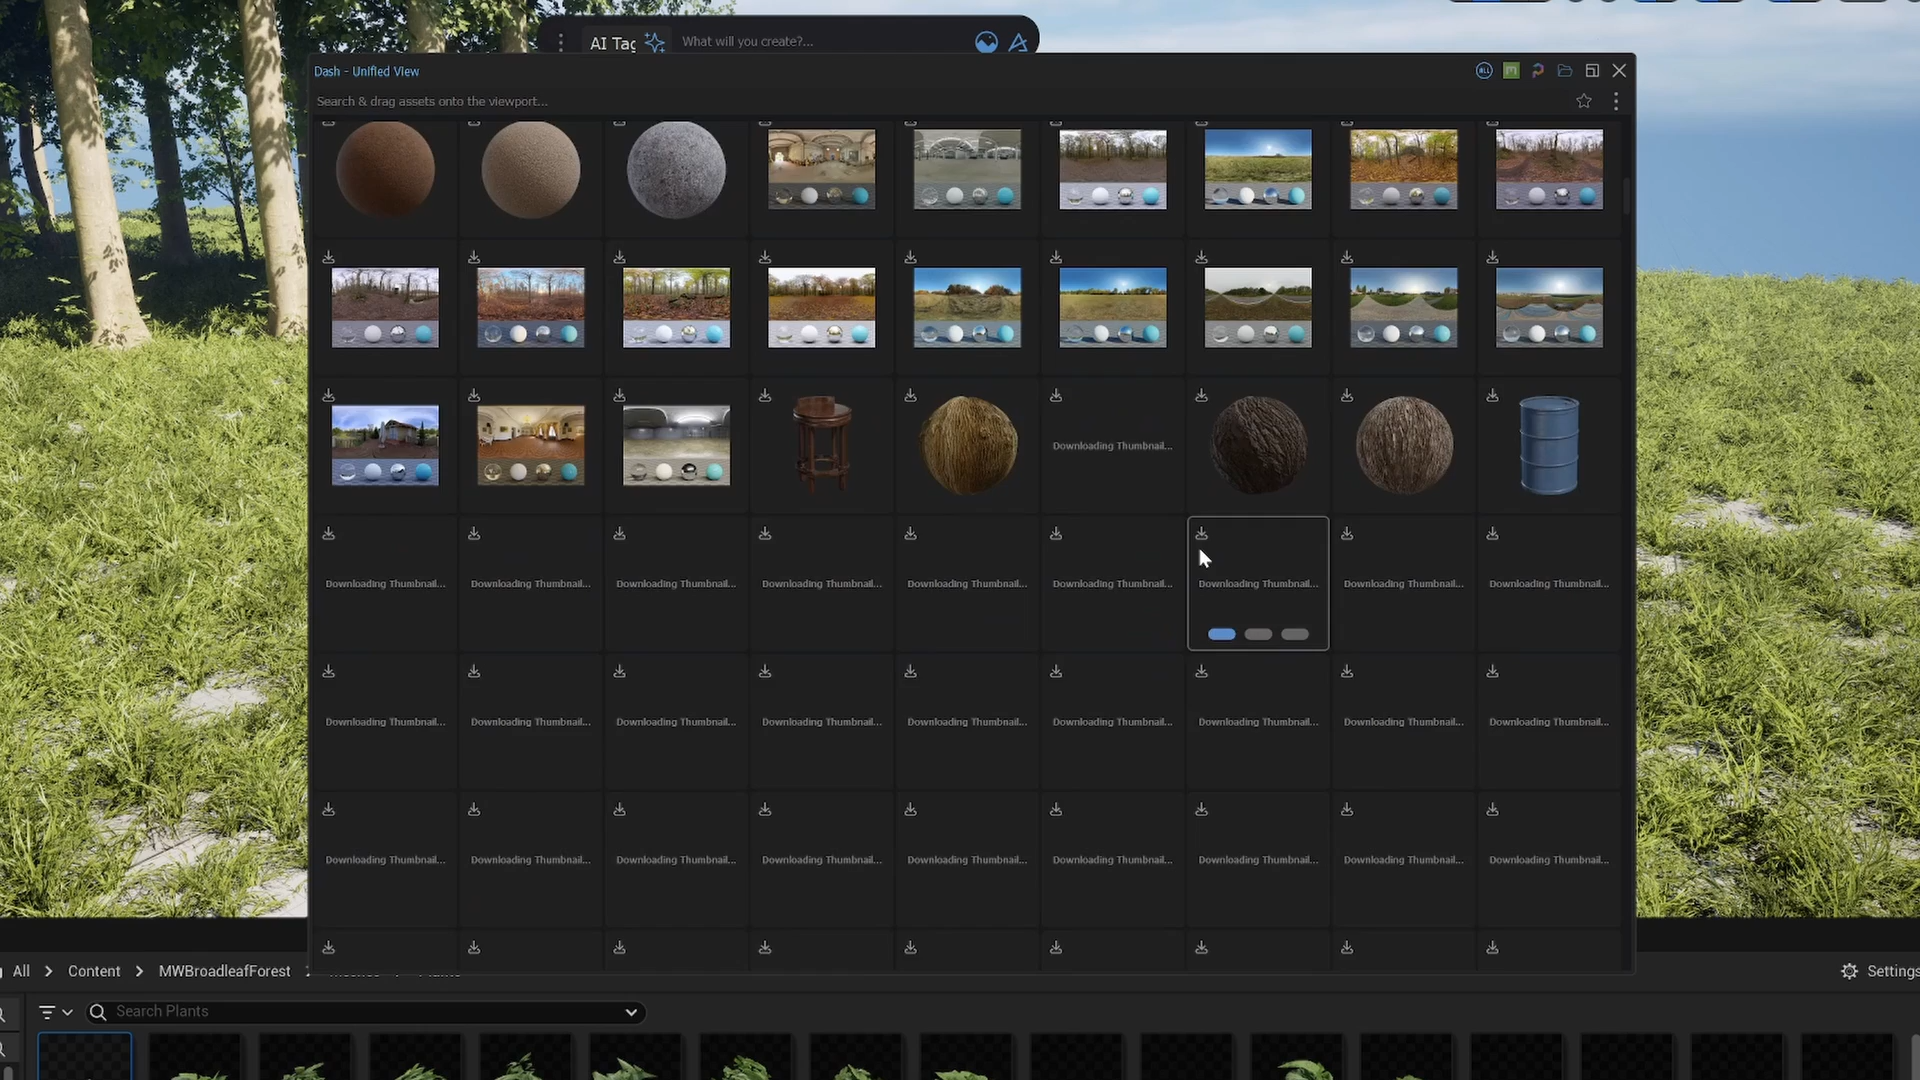 AI Tag
What will you create?...
Dash - Unified View
ALL
Search & drag assets onto the viewport...
Downloading Thumbnail...
Downloading Thumbnail... Downloading Thumbnail... Downloading Thumbnail... Downloading Thumbnail... Downloading Thumbnail... Downloading Thumbnail... Downloading Thumbnail... Downloading Thumbnail... Downloading Thumbnail...
Downloading Thumbnail... Downloading Thumbnail... Downloading Thumbnail... Downloading Thumbnail... Downloading Thumbnail... Downloading Thumbnail... Downloading Thumbnail... Downloading Thumbnail... Downloading Thumbnail...
Downloading Thumbnail... Downloading Thumbnail... Downloading Thumbnail... Downloading Thumbnail... Downloading Thumbnail... Downloading Thumbnail... Downloading Thumbnail... Downloading Thumbnail... Downloading Thumbnail...
All > Content > MWBroadleafForest
Settings
Search Plants